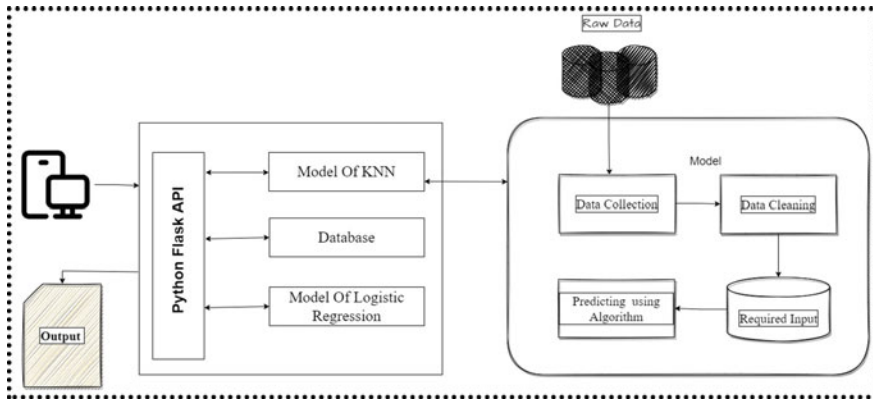 Raw Data
Model
Python Flask API
Model Of KNN
Database
Model Of Logistic
Regression
Output
Data Collection
Data Cleaning
Predicting using
Algorithm
Required Input